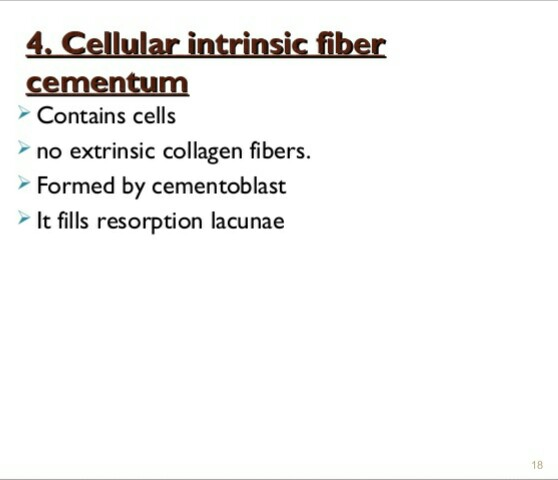 4. Cellular intrinsic fiber
cementum
Contains cells
no extrinsic collagen fibers.
Formed by cementoblast
It fills resorption lacunae
18